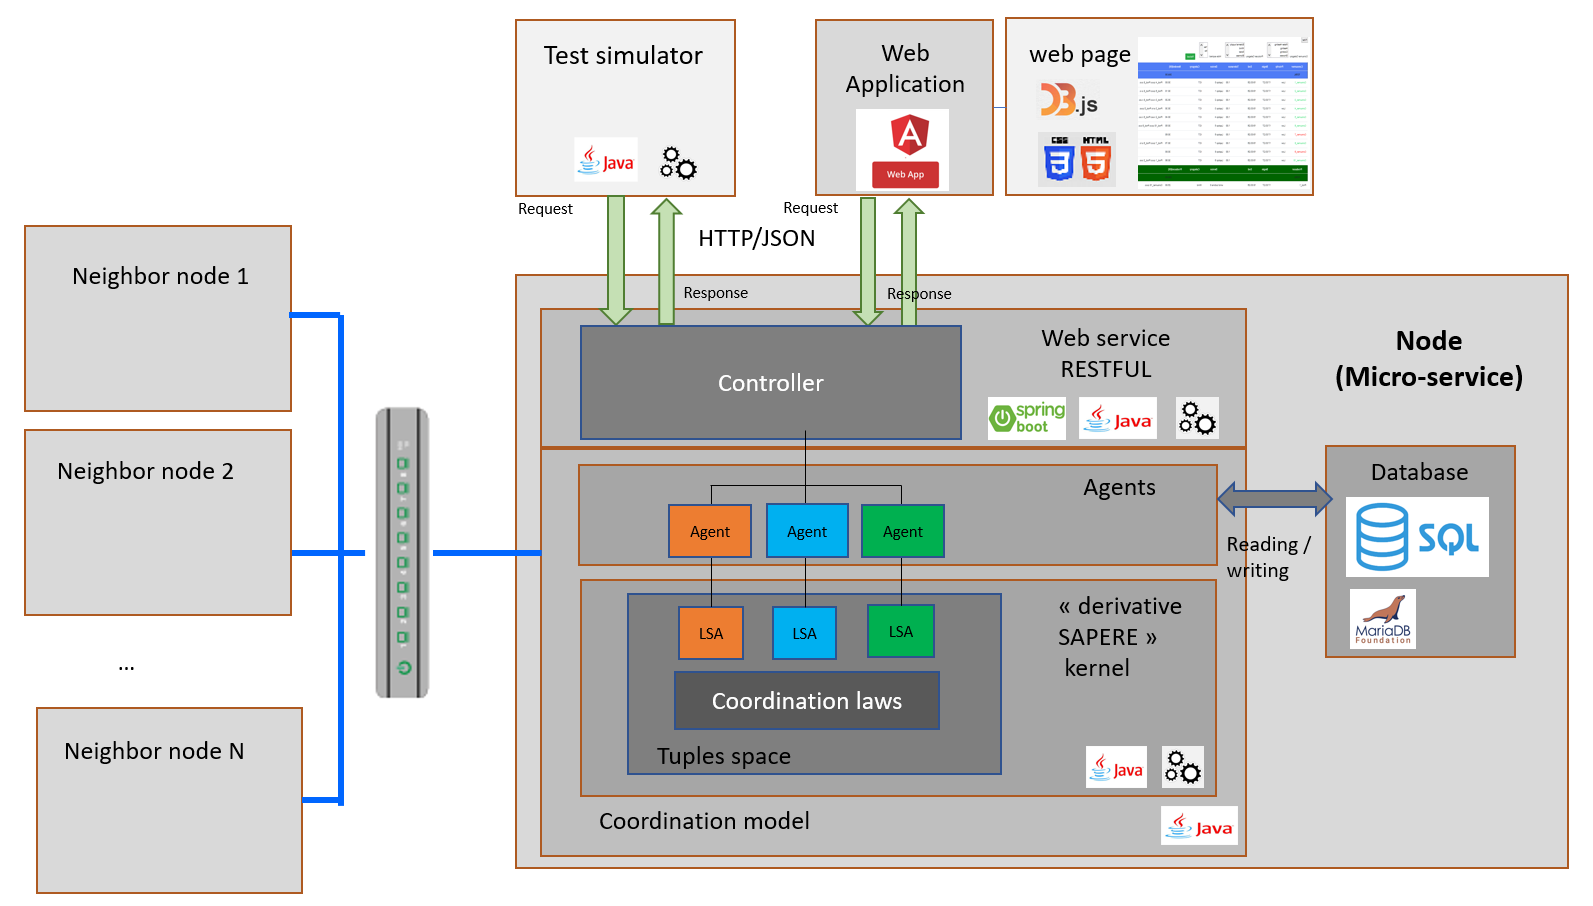 Test simulator
Java
Web
Application
Web App
web page
D3.js
CSS
3
HTML
5
Request
Request
HTTP/JSON
Response
Response
Neighbor node 1
Neighbor node 2
...
Neighbor node N
Controller
Web service
RESTFUL
spring
boot
Java
Node
(Micro-service)
Agents
Agent
Agent
Agent
Reading /
writing
Database
SQL
MariaDB
Foundation
LSA
LSA
LSA
« derivative
SAPERE »
kernel
Coordination laws
Tuples space
Java
Coordination model
Java